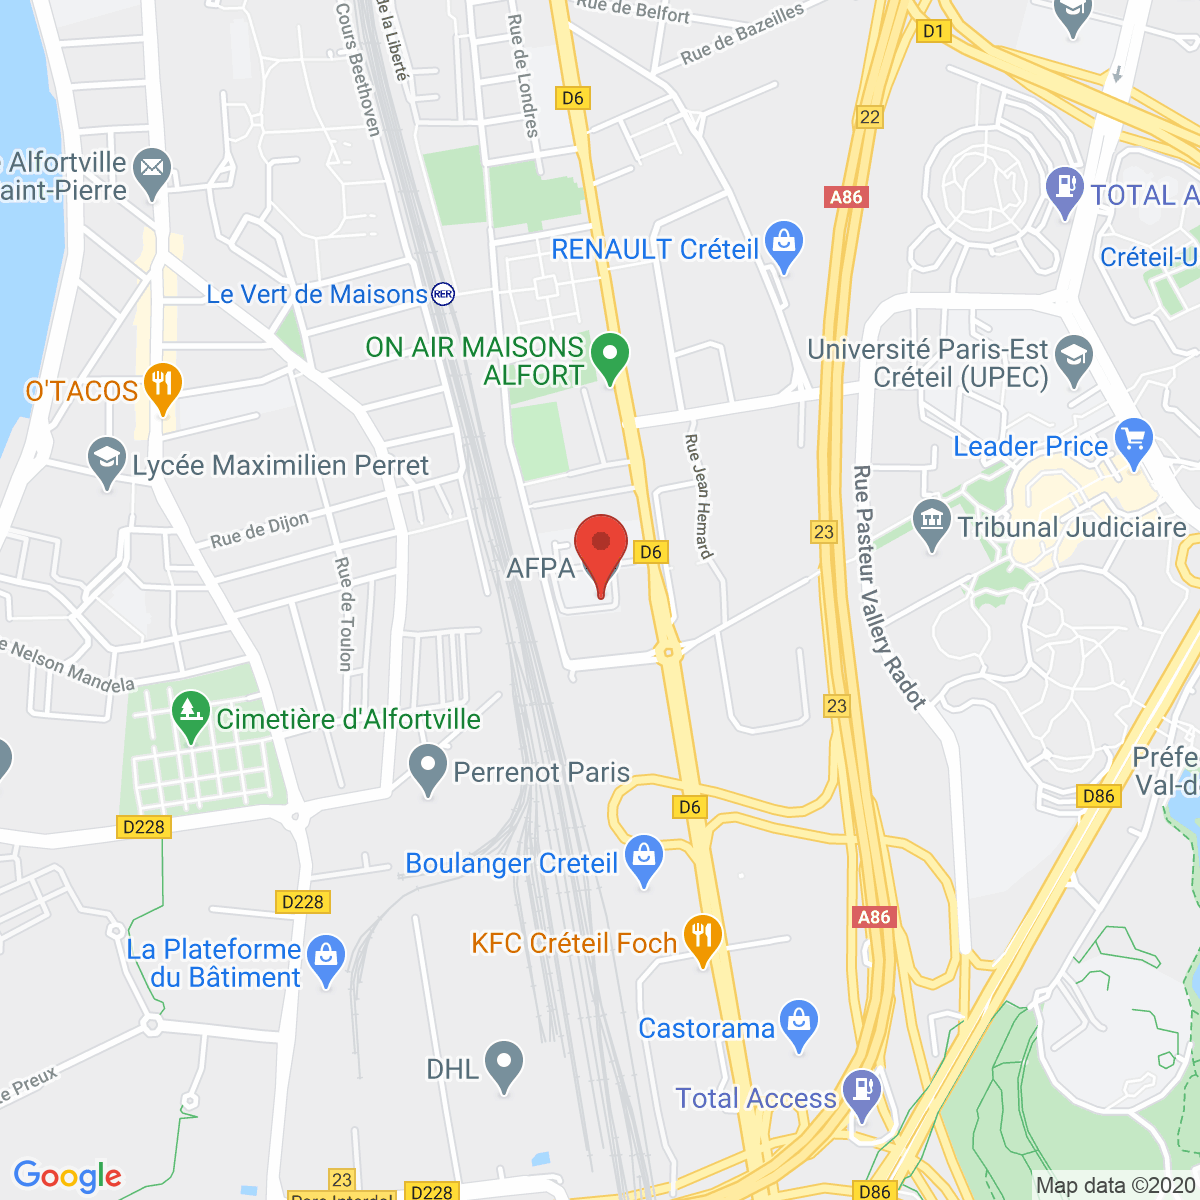 Rue de Belfort
Rue de Bazeilles
D1
de la Liberté
Cours Beethoven
Rue de Londres
D6
22
Alfortville
aint-Pierre
A86
TOTAL A
RENAULT Créteil
Créteil-U
Le Vert de Maisons
RER
ON AIR MAISONS
ALFORT
Université Paris-Est
Créteil (UPEC)
O'TACOS
Leader Price
Lycée Maximilien Perret
Rue Jean Hemard
Rue Pasteur Vallery Radot
Rue de Dijon
23
Tribunal Judiciaire
D6
AFPA
Rue de Toulon
e Nelson Mandela
23
Cimetière d'Alfortville
Perrenot Paris
Préfe
Val-d
D86
D6
D228
Boulanger Creteil
D228
A86
KFC Créteil Foch
La Plateforme
du Bâtiment
Castorama
DHL
Le Preux
Total Access
Google
23
D228
D86
Map data ©2020